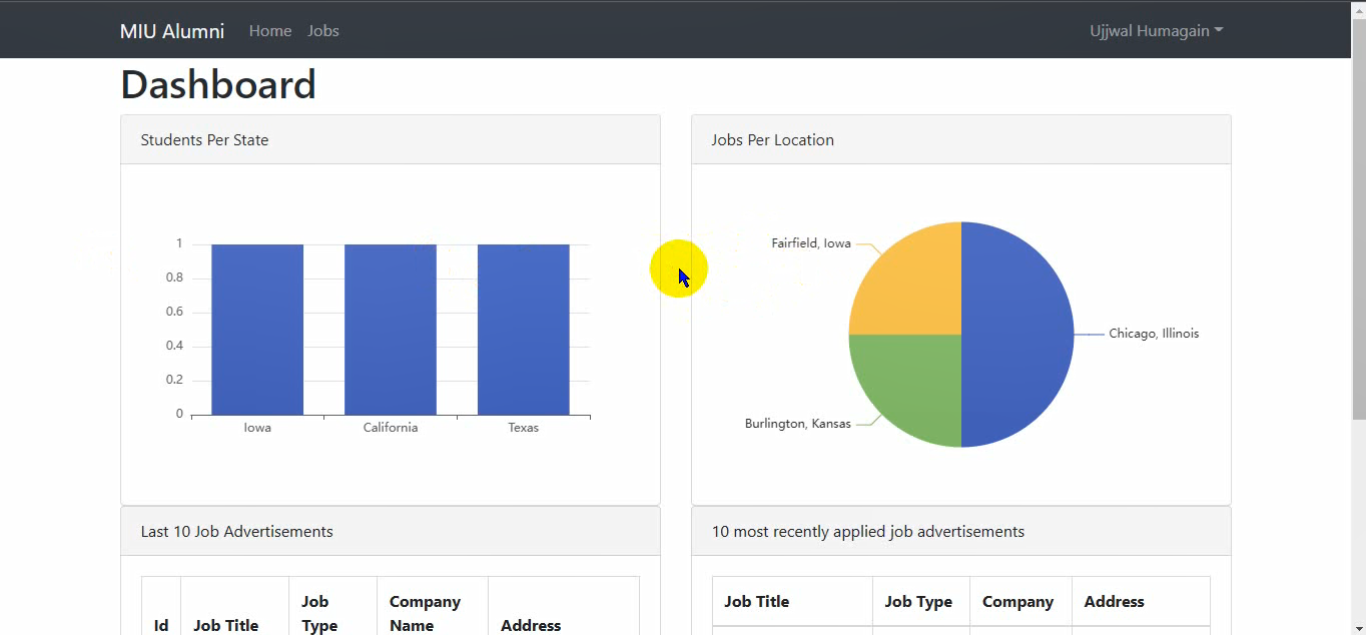 MIU Alumni Home Jobs Ujjwal Humagain
Dashboard
Students Per State
1
0.8
0.6
0.4
0.2
0
Iowa California Texas
Jobs Per Location
Fairfield, Iowa
Chicago, Illinois
Burlington, Kansas
Last 10 Job Advertisements
Id Job Title Job Type Company Name Address
10 most recently applied job advertisements
Job Title Job Type Company Address